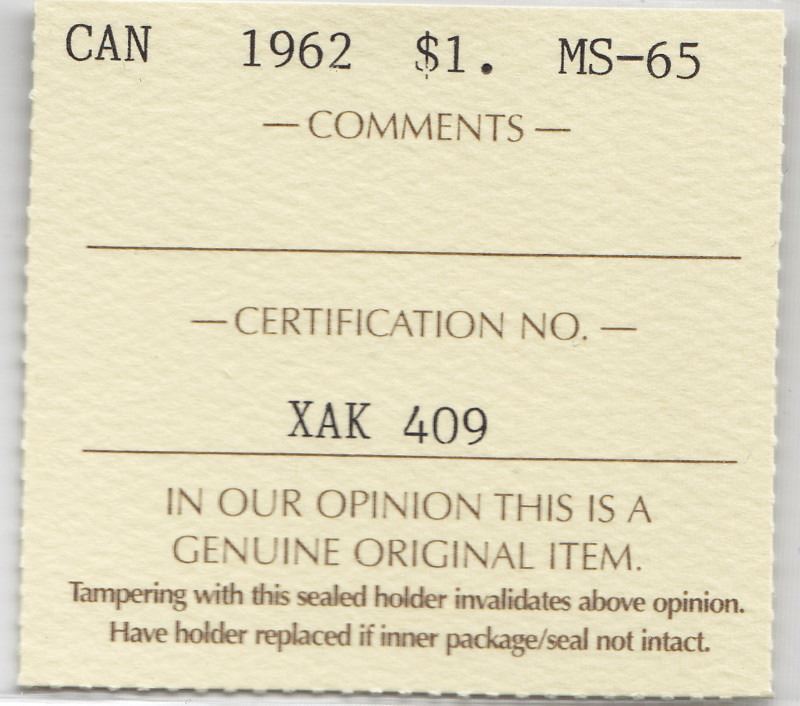 CAN 1962 $1. MS-65
— COMMENTS —
— CERTIFICATION NO. —
XAK 409
IN OUR OPINION THIS IS A
GENUINE ORIGINAL ITEM.
Tampering with this sealed holder invalidates above opinion.
Have holder replaced if inner package/seal not intact.